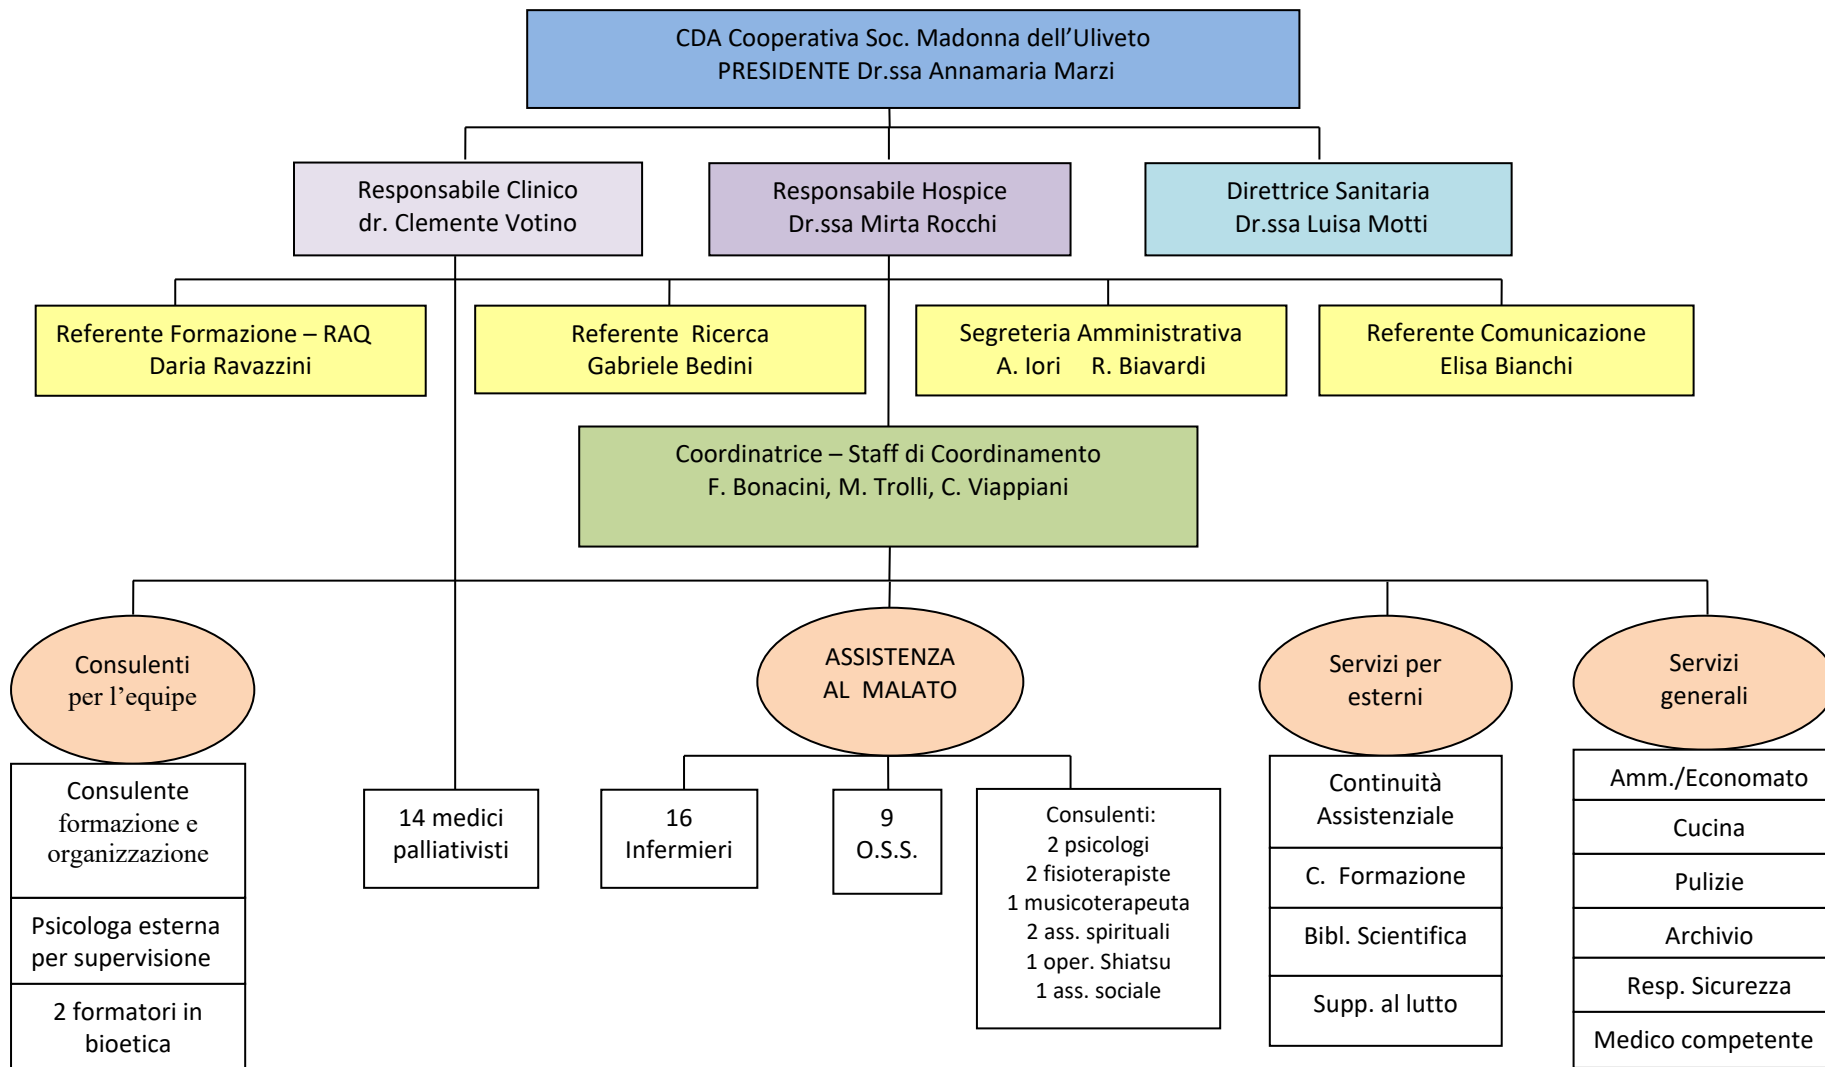 CDA Cooperativa Soc. Madonna dell’Uliveto
PRESIDENTE Dr.ssa Annamaria Marzi
Responsabile Clinico
dr. Clemente Votino
Responsabile Hospice
Dr.ssa Mirta Rocchi
Direttrice Sanitaria
Dr.ssa Luisa Motti
Referente Formazione – RAQ
Daria Ravazzini
Referente Ricerca
Gabriele Bedini
Segreteria Amministrativa
A. Iori R. Biavardi
Referente Comunicazione
Elisa Bianchi
Coordinatrice – Staff di Coordinamento
F. Bonacini, M. Trolli, C. Viappiani
Consulenti
per l’equipe
ASSISTENZA
AL MALATO
Servizi per
esterni
Servizi
generali
Consulente
formazione e
organizzazione
Psicologa esterna
per supervisione
2 formatori in
bioetica
14 medici
palliativisti
16
Infermieri
9
O.S.S.
Consulenti:
2 psicologi
2 fisioterapiste
1 musicoterapeuta
2 ass. spirituali
1 oper. Shiatsu
1 ass. sociale
Continuità
Assistenziale
C. Formazione
Bibl. Scientifica
Supp. al lutto
Amm./Economato
Cucina
Pulizie
Archivio
Resp. Sicurezza
Medico competente